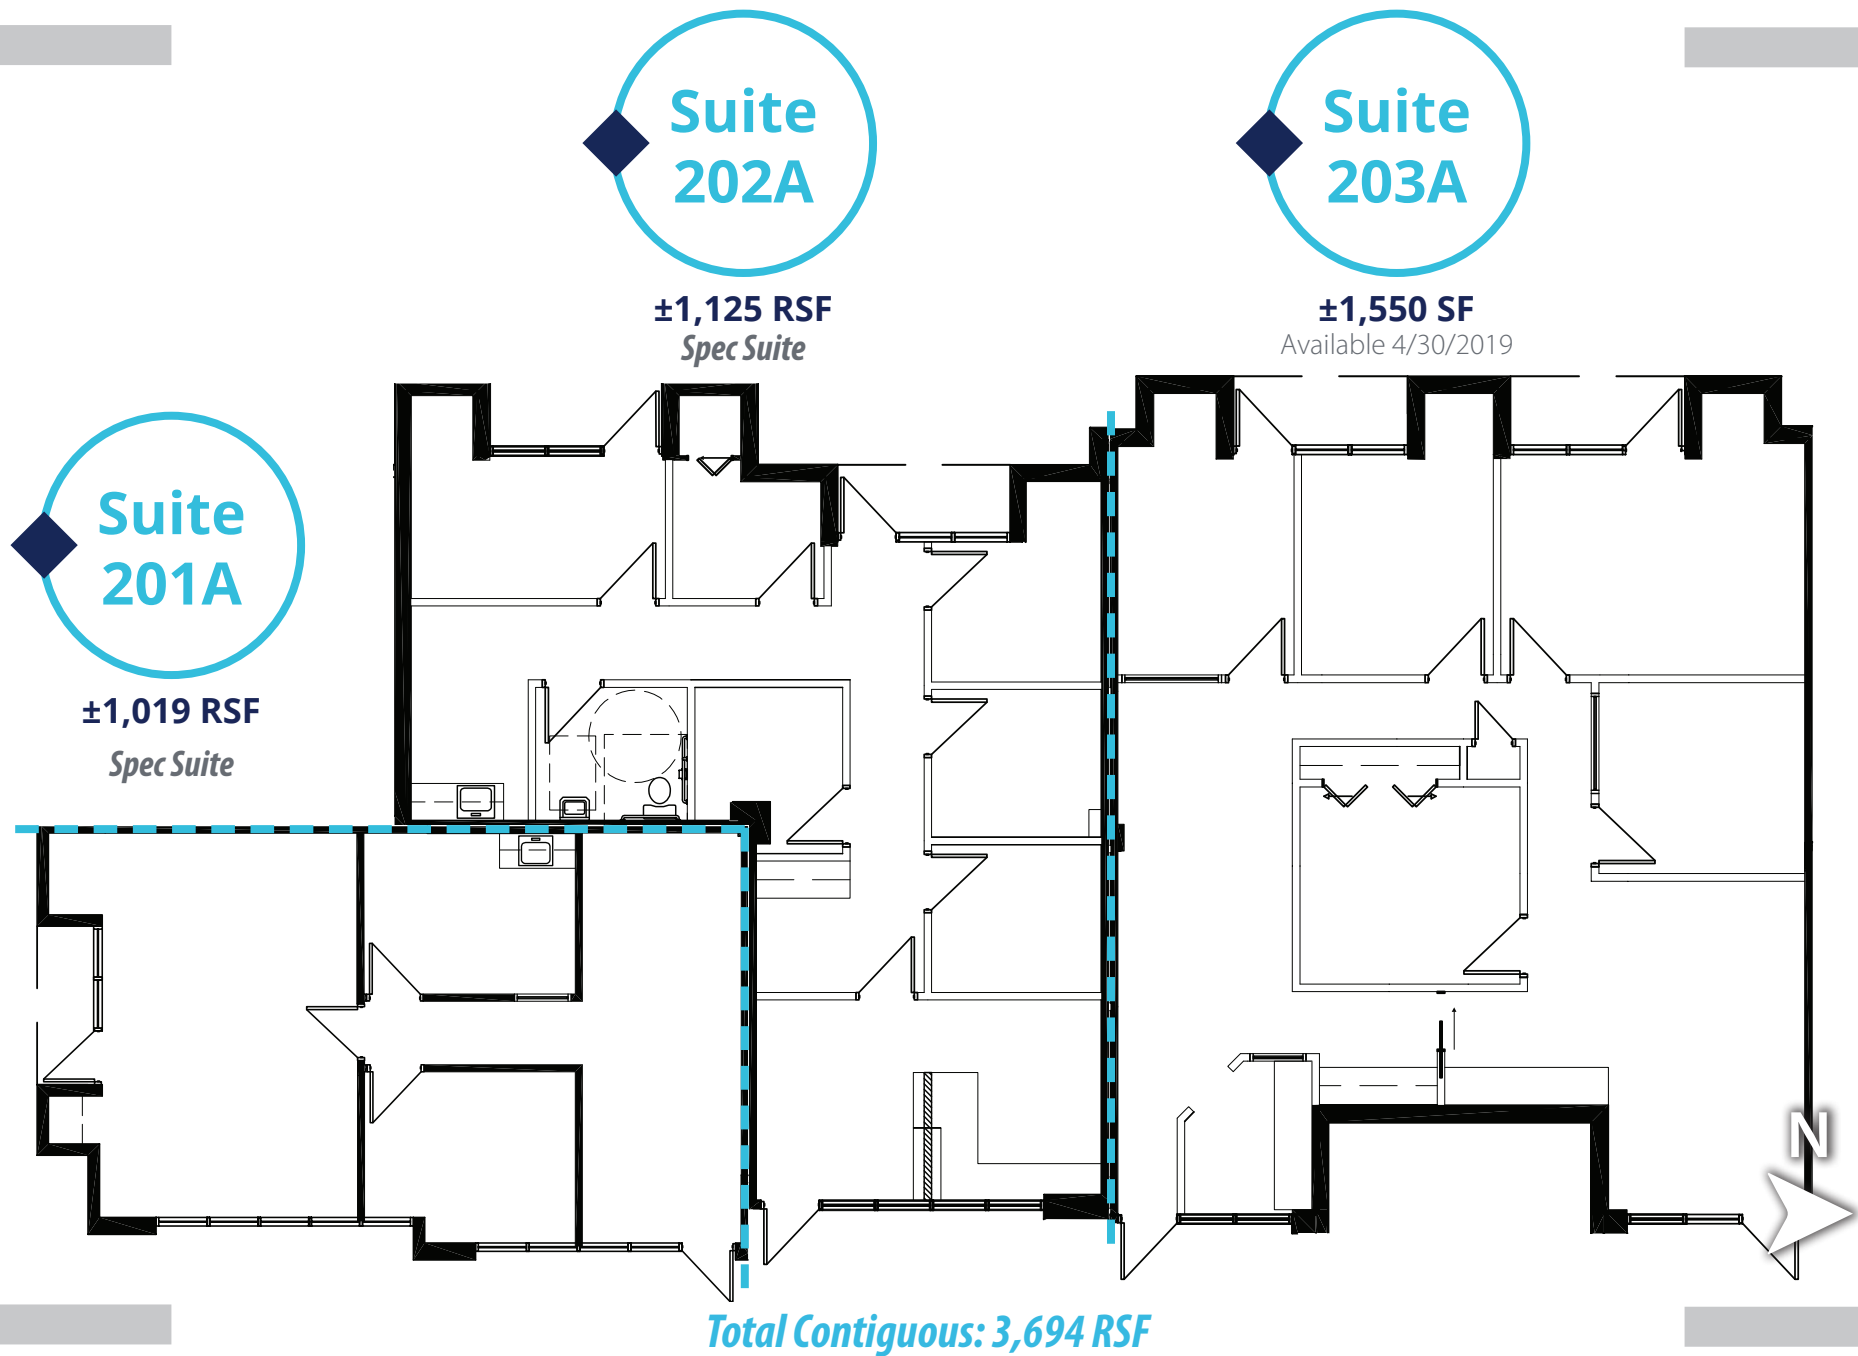 Suite
202A
±1,125 RSF
Spec Suite
Suite
203A
±1,550 SF
Available 4/30/2019
Suite
201A
±1,019 RSF
Spec Suite
N
Total Contiguous: 3,694 RSF